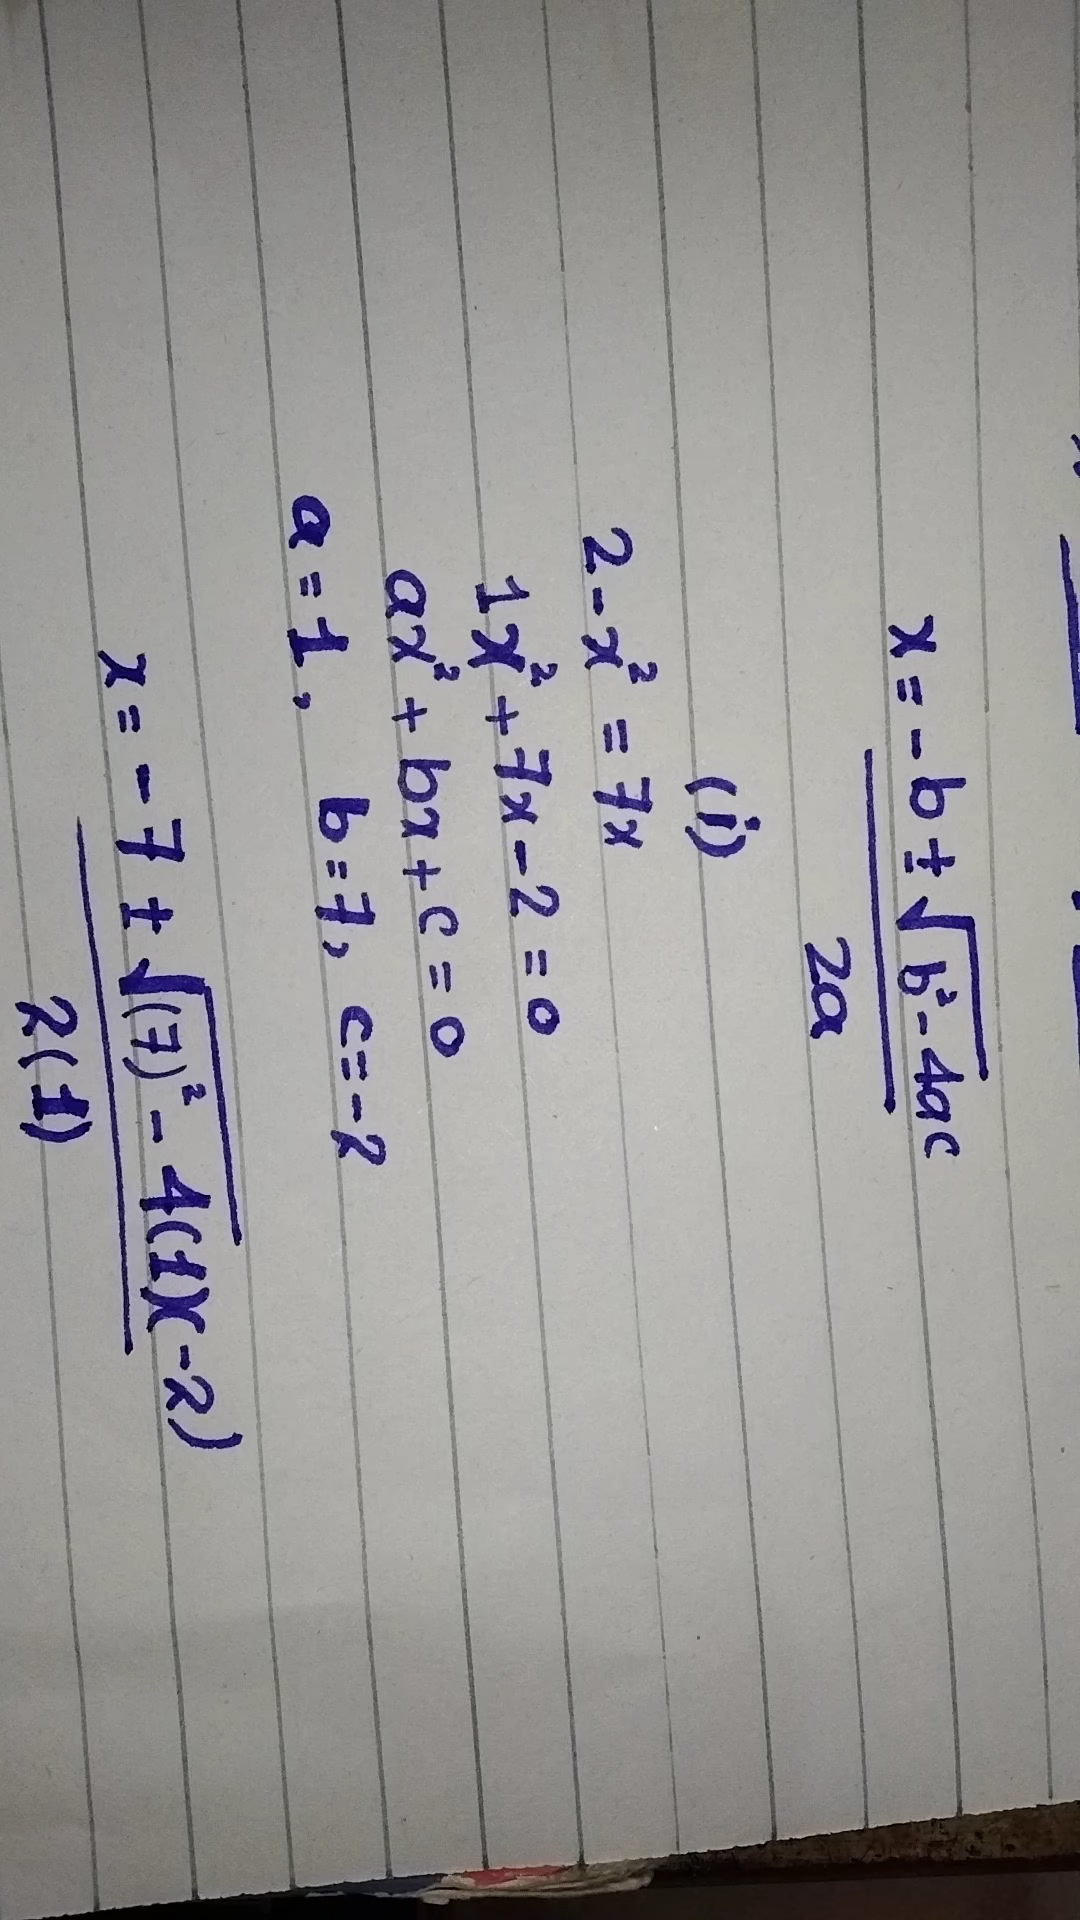 x = -b ± √b² - 4ac
2a
(i)
2 - x² = 7x
1x² + 7x - 2 = 0
ax² + bx + c = 0
a = 1, b = 7, c = -2
x = -7 ± √(7)² - 4(1)(-2)
2(1)